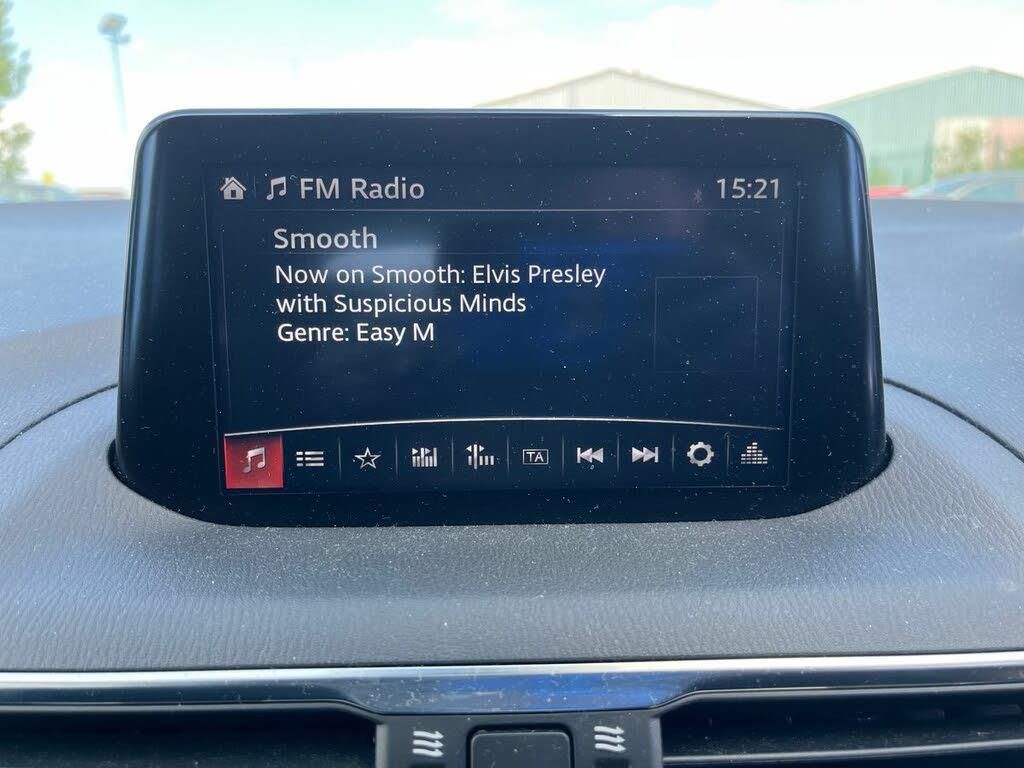 FM Radio 15:21
Smooth
Now on Smooth: Elvis Presley
with Suspicious Minds
Genre: Easy M
TA